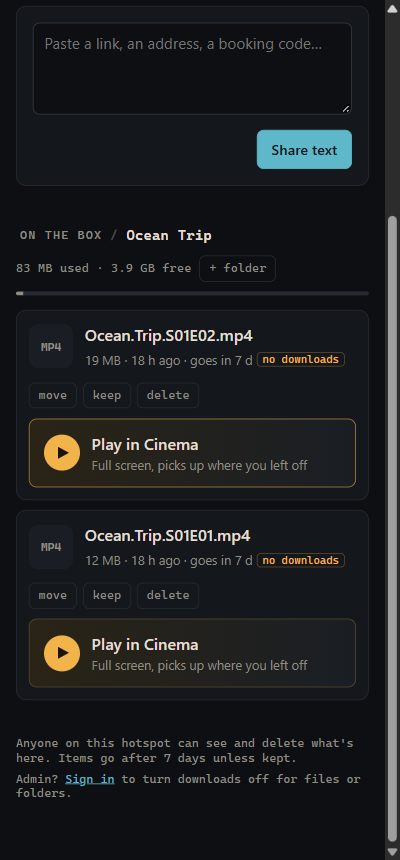 Paste a link, an address, a booking code…
Share text
ON THE BOX / Ocean Trip
83 MB used · 3.9 GB free + folder
MP4
Ocean.Trip.S01E02.mp4
19 MB · 18 h ago · goes in 7 d no downloads
move keep delete
Play in Cinema
Full screen, picks up where you left off
MP4
Ocean.Trip.S01E01.mp4
12 MB · 18 h ago · goes in 7 d no downloads
move keep delete
Play in Cinema
Full screen, picks up where you left off
Anyone on this hotspot can see and delete what's
here. Items go after 7 days unless kept.
Admin? Sign in to turn downloads off for files or
folders.